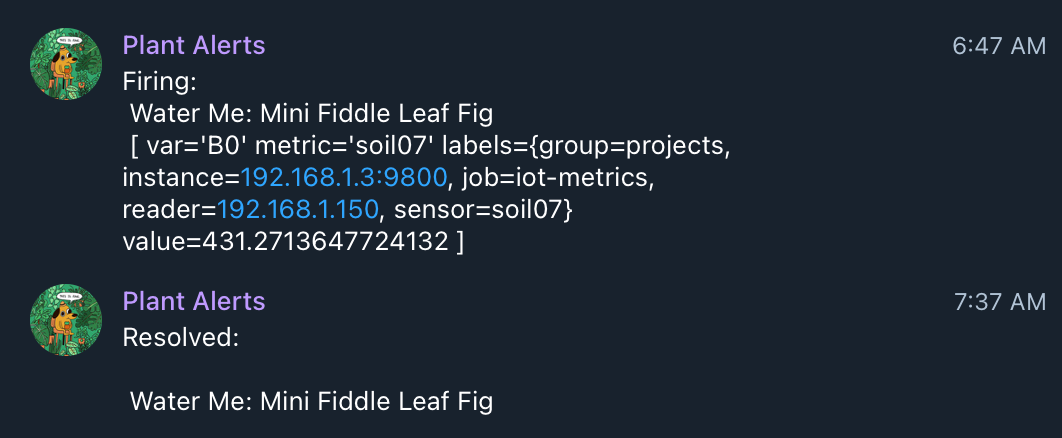 Plant Alerts 6:47 AM
Firing:
Water Me: Mini Fiddle Leaf Fig
[ var='B0' metric='soil07' labels={group=projects,
instance=192.168.1.3:9800, job=iot-metrics,
reader=192.168.1.150, sensor=soil07}
value=431.2713647724132 ]
Plant Alerts 7:37 AM
Resolved:
Water Me: Mini Fiddle Leaf Fig